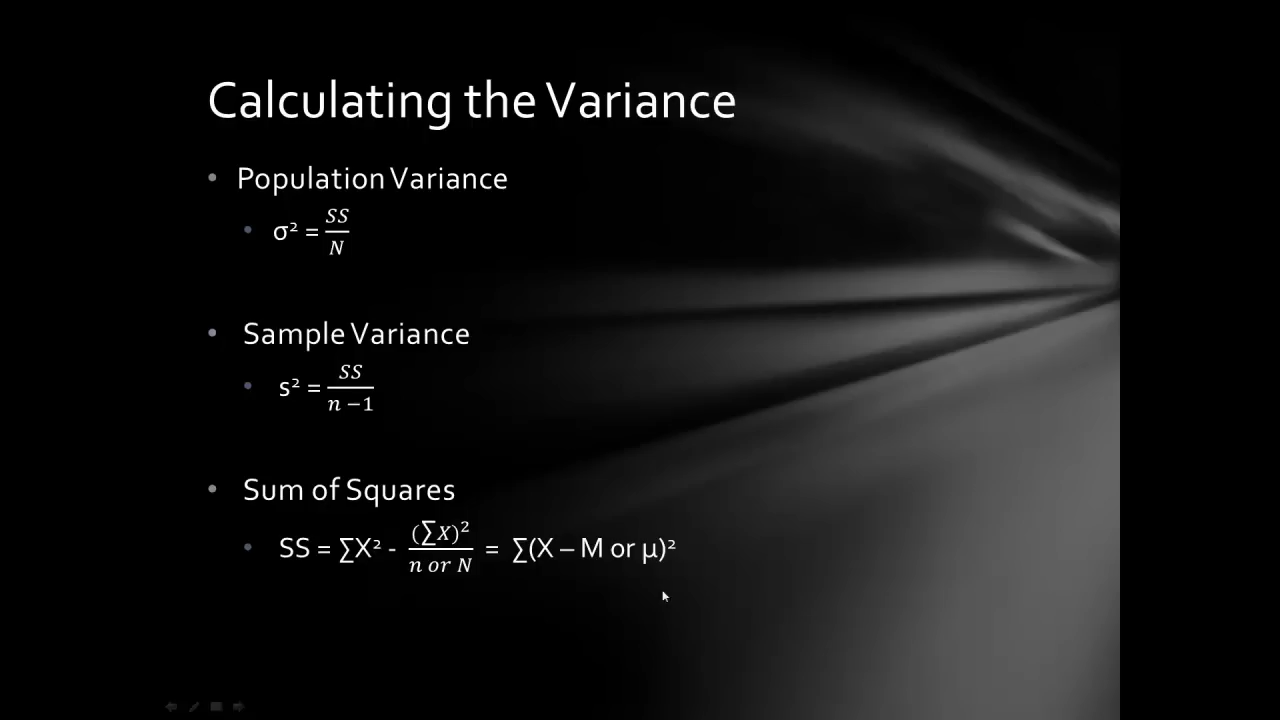 Calculating the Variance
• Population Variance
• σ² = SS/N
• Sample Variance
• s² = SS/(n −1)
• Sum of Squares
• SS = ∑X² - (∑X)²/(n or N) = ∑(X – M or μ)²